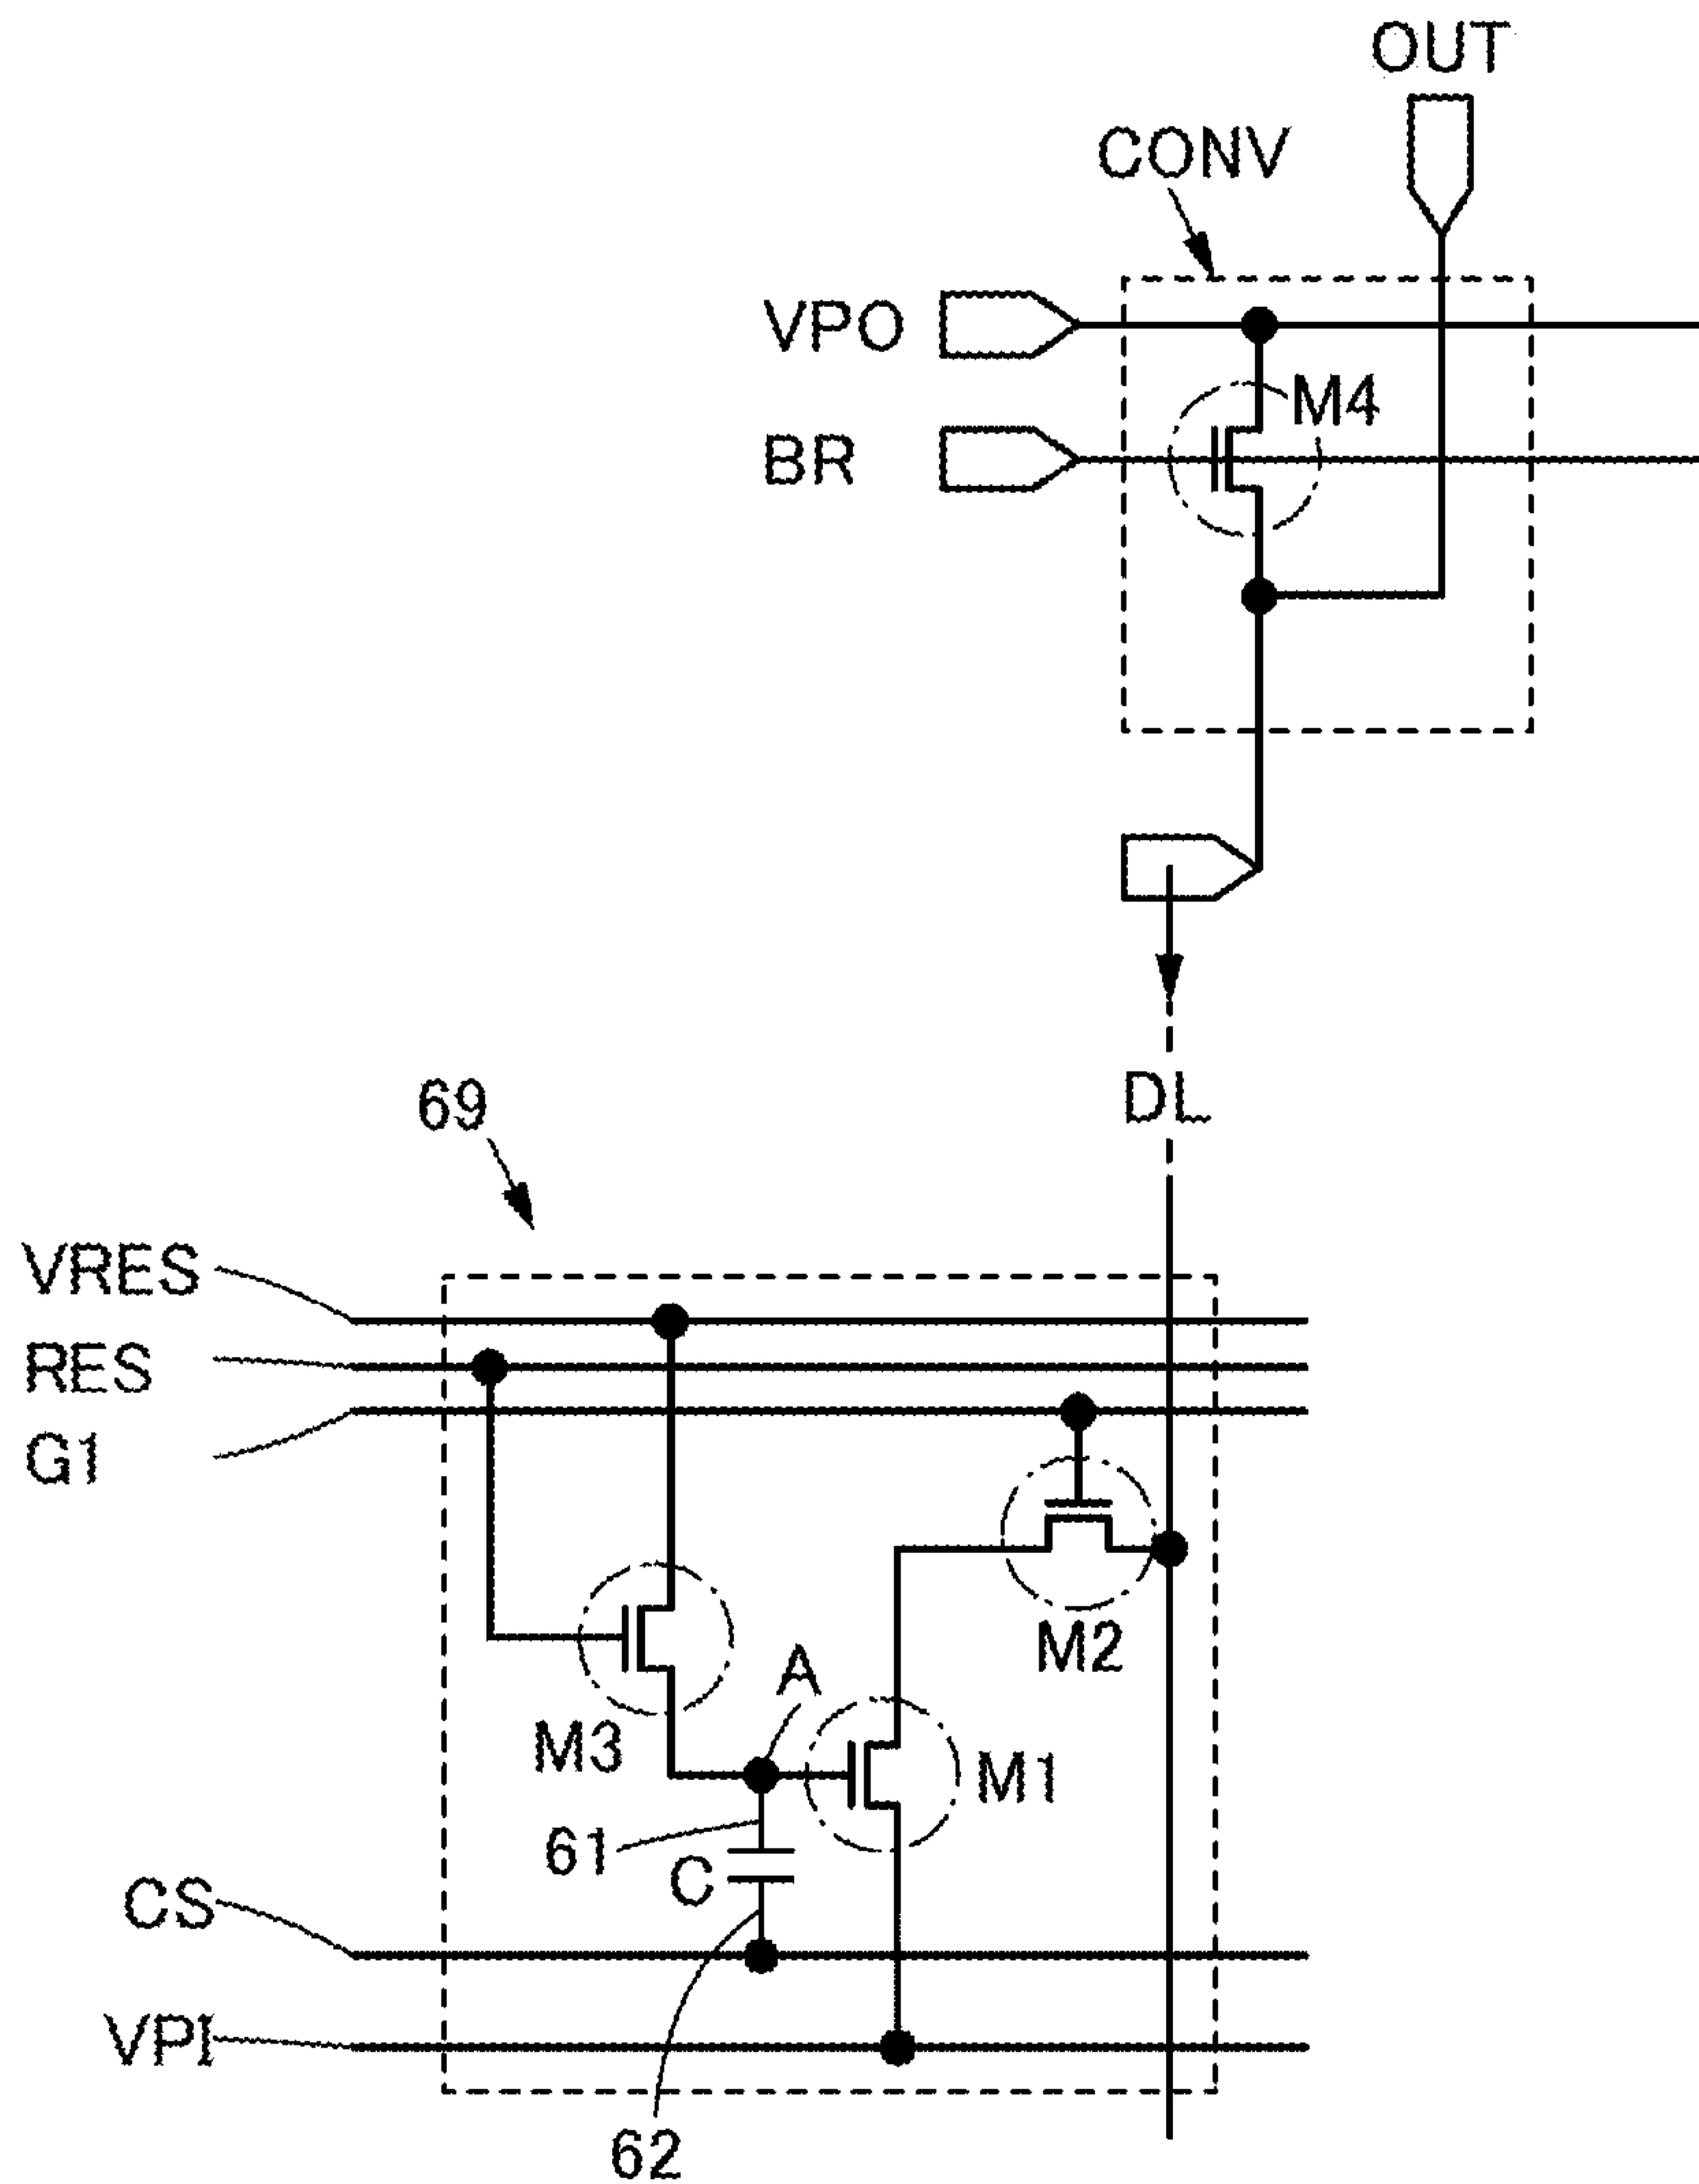 OUT
CONV
VPO
M4
BR
DL
69
VRES
RES
G1
M2
A
M3
M1
61
C
CS
VPI
62